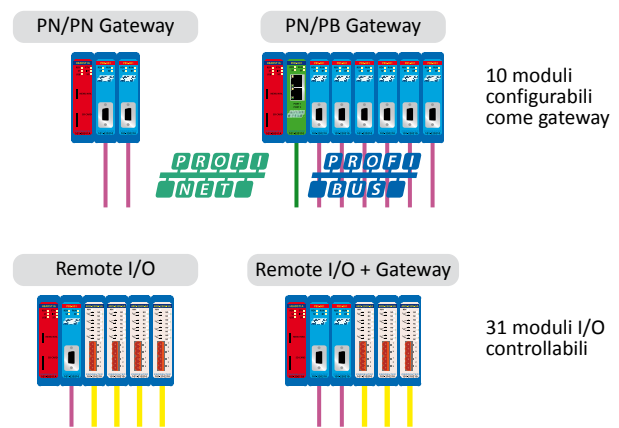 PN/PN Gateway
PN/PB Gateway
10 moduli
configurabili
come gateway
PROFI
NET
PROFI
BUS
Remote I/O
Remote I/O + Gateway
31 moduli I/O
controllabili